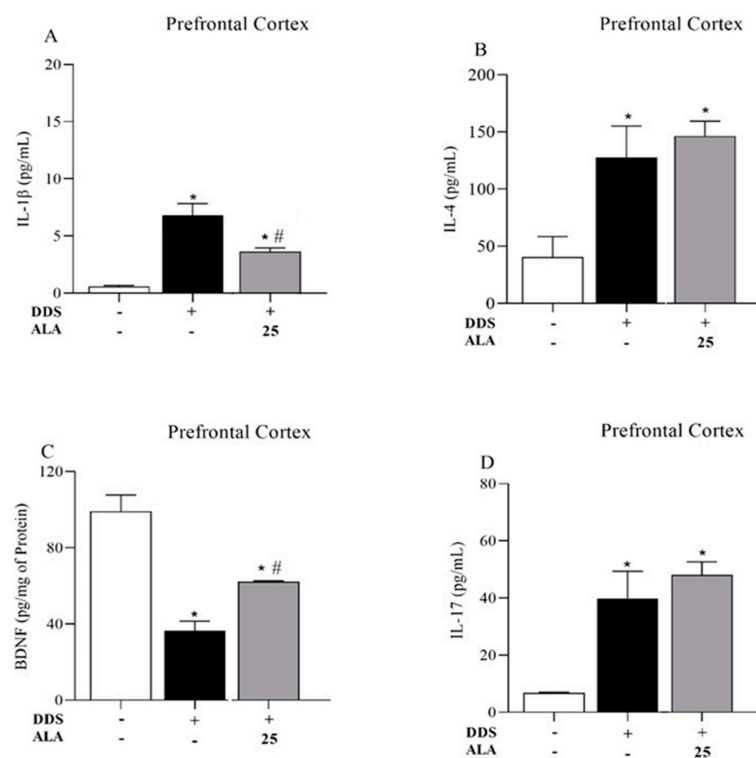 A
Prefrontal Cortex
IL-1β (pg/mL)
20
15
10
5
0
*
* #
DDS - + +
ALA - - 25
B
Prefrontal Cortex
IL-4 (pg/mL)
200
150
100
50
0
*
*
DDS - + +
ALA - - 25
C
Prefrontal Cortex
BDNF (pg/mg of Protein)
120
80
40
0
*
* #
DDS - + +
ALA - - 25
D
Prefrontal Cortex
IL-17 (pg/mL)
80
60
40
20
0
*
*
DDS - + +
ALA - - 25